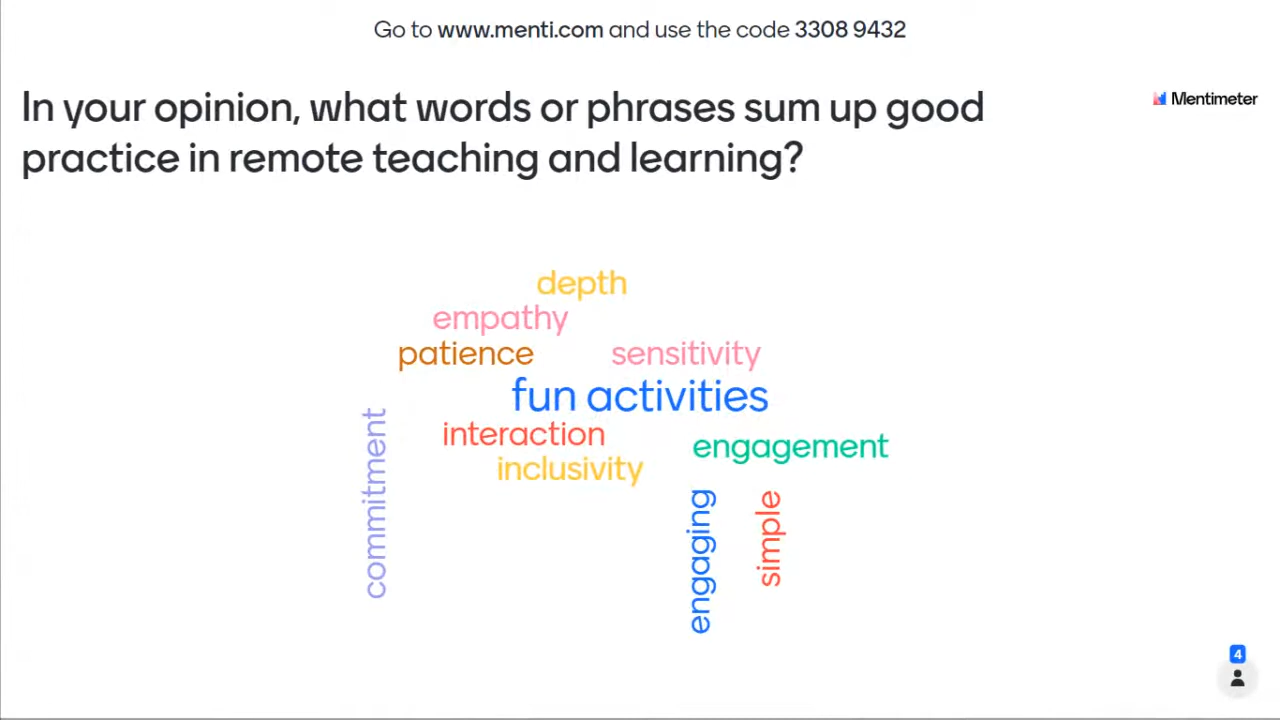 Go to www.menti.com and use the code 3308 9432
In your opinion, what words or phrases sum up good
practice in remote teaching and learning?
Mentimeter
depth
empathy
patience
sensitivity
fun activities
commitment
interaction
engagement
inclusivity
engaging
simple
4